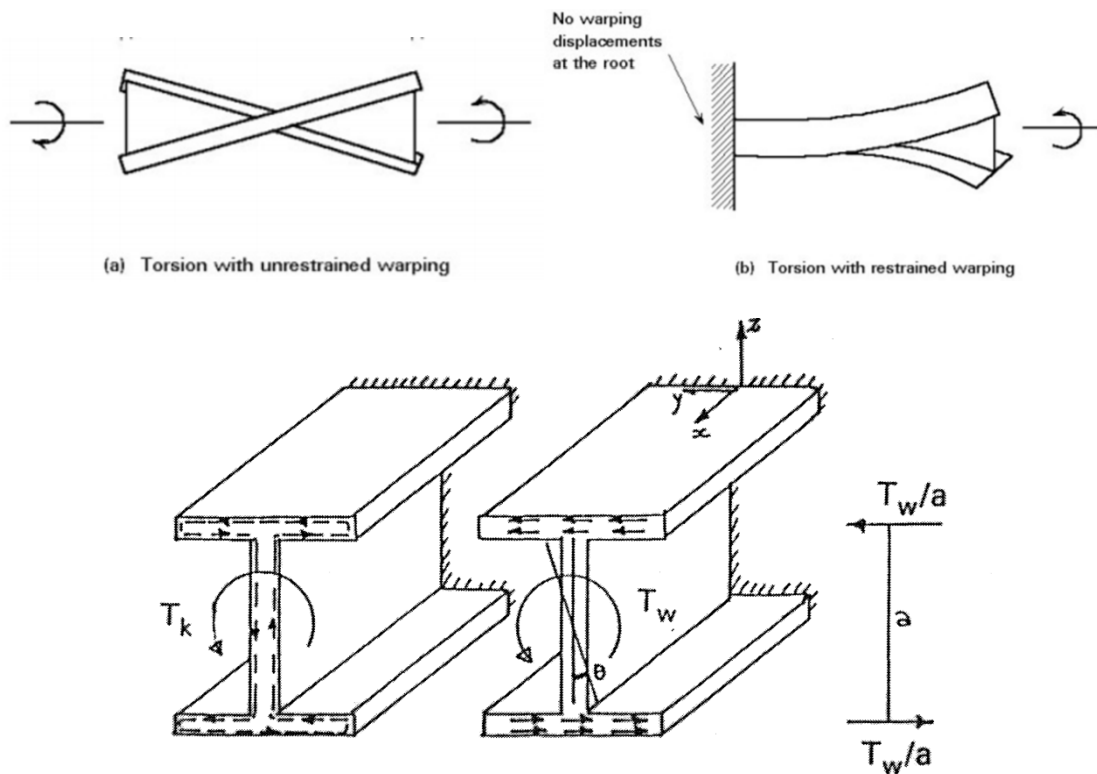 No warping
displacements
at the root
(a) Torsion with unrestrained warping
(b) Torsion with restrained warping
z
y
x
T_w/a
T_k
T_w
a
θ
T_w/a